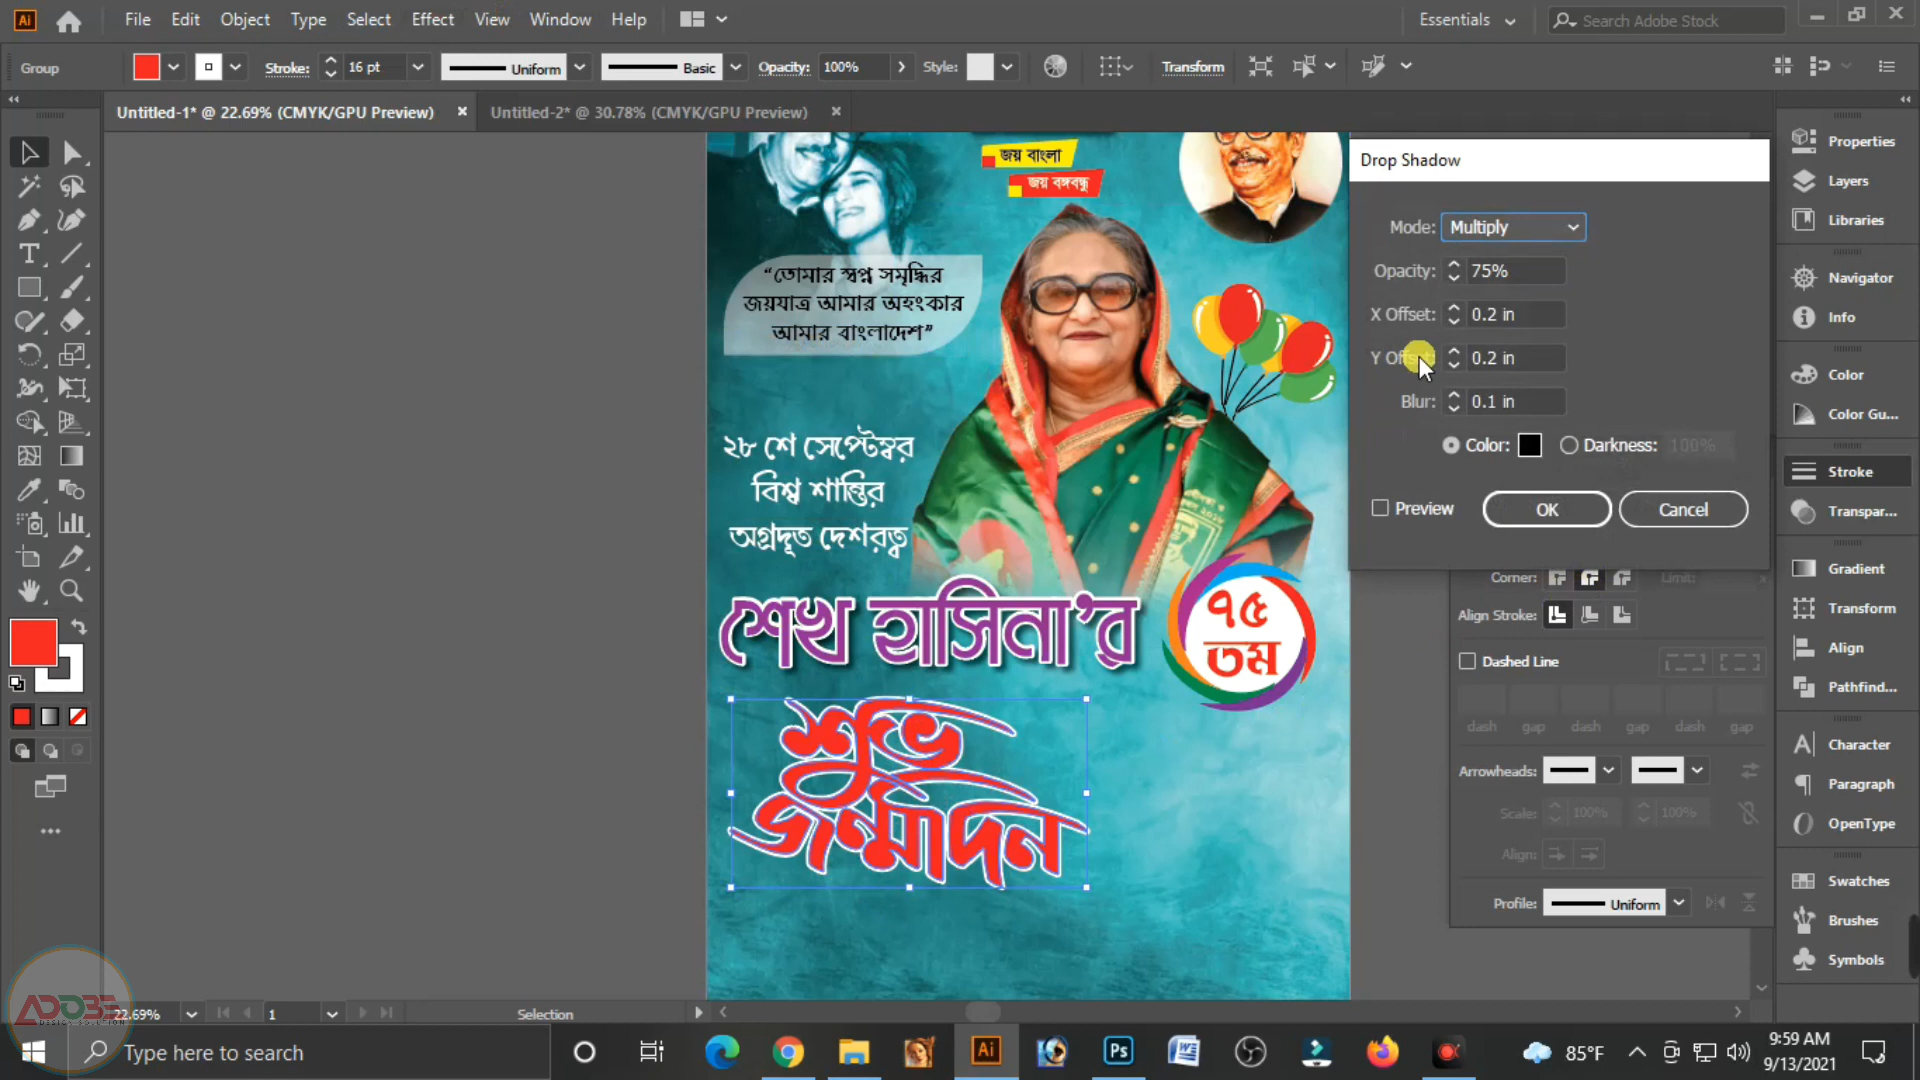 File Edit Object Type Select Effect View Window Help
Essentials
Search Adobe Stock
Group
Stroke:
16 pt
Uniform
Basic
Opacity:
100%
Style:
Transform
Untitled-1* @ 22.69% (CMYK/GPU Preview)
Untitled-2* @ 30.78% (CMYK/GPU Preview)
জয় বাংলা
জয় বঙ্গবন্ধু
“তোমার স্বপ্ন সমৃদ্ধির
জয়যাত্র আমার অহংকার
আমার বাংলাদেশ”
২৮ শে সেপ্টেম্বর
বিশ্ব শান্তির
অগ্রদূত দেশরত্ন
শেখ হাসিনা’র
৭৫
তম
শুভ
জন্মদিন
Drop Shadow
Mode: Multiply
Opacity: 75%
X Offset: 0.2 in
Y Offset: 0.2 in
Blur: 0.1 in
Color:
Darkness: 100%
Preview
OK
Cancel
Corner:
Limit:
Align Stroke:
Dashed Line
dash gap dash gap dash gap
Arrowheads:
Scale: 100% 100%
Align:
Profile: Uniform
Properties
Layers
Libraries
Navigator
Info
Color
Color Gu...
Stroke
Transpar...
Gradient
Transform
Align
Pathfind...
Character
Paragraph
OpenType
Swatches
Brushes
Symbols
22.69%
1
Selection
ADOBE
DESIGN SOLUTION
Type here to search
85°F
9:59 AM
9/13/2021